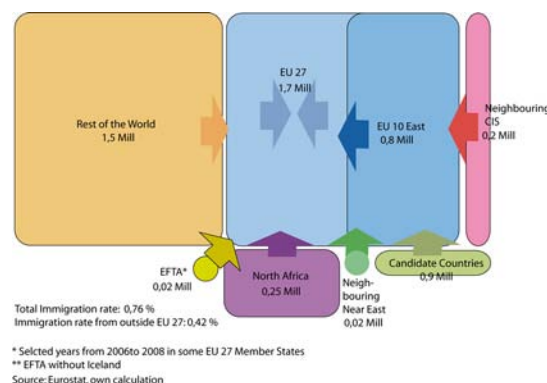 EU 27
1,7 Mill
Rest of the World
1,5 Mill
EU 10 East
0,8 Mill
Neighbouring
CIS
0,2 Mill
EFTA*
0,02 Mill
North Africa
0,25 Mill
Neigh-
bouring
Near East
0,02 Mill
Candidate Countries
0,9 Mill
Total Immigration rate: 0,76 %
Immigration rate from outside EU 27: 0,42 %
* Selcted years from 2006to 2008 in some EU 27 Member States
** EFTA without Iceland
Source: Eurostat, own calculation